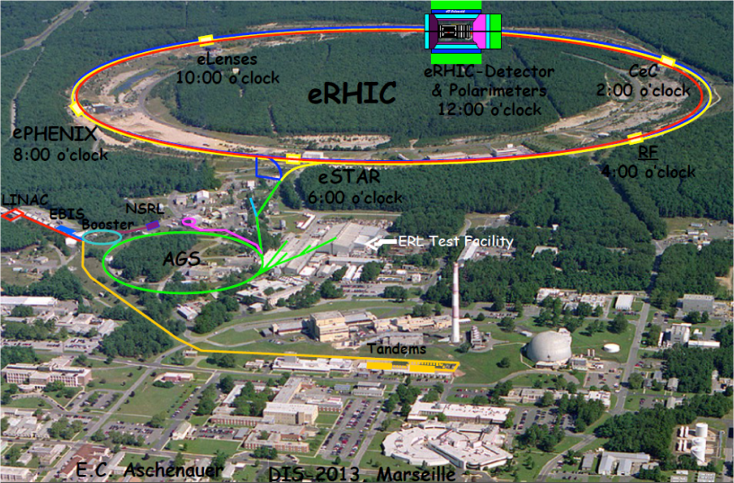 eLenses
10:00 o'clock
eRHIC
eRHIC-Detector
& Polarimeters
12:00 o'clock
CeC
2:00 o'clock
ePHENIX
8:00 o'clock
RF
4:00 o'clock
eSTAR
6:00 o'clock
LINAC
EBIS
Booster
NSRL
AGS
ERL Test Facility
Tandems
E.C. Aschenauer
DIS-2013, Marseille